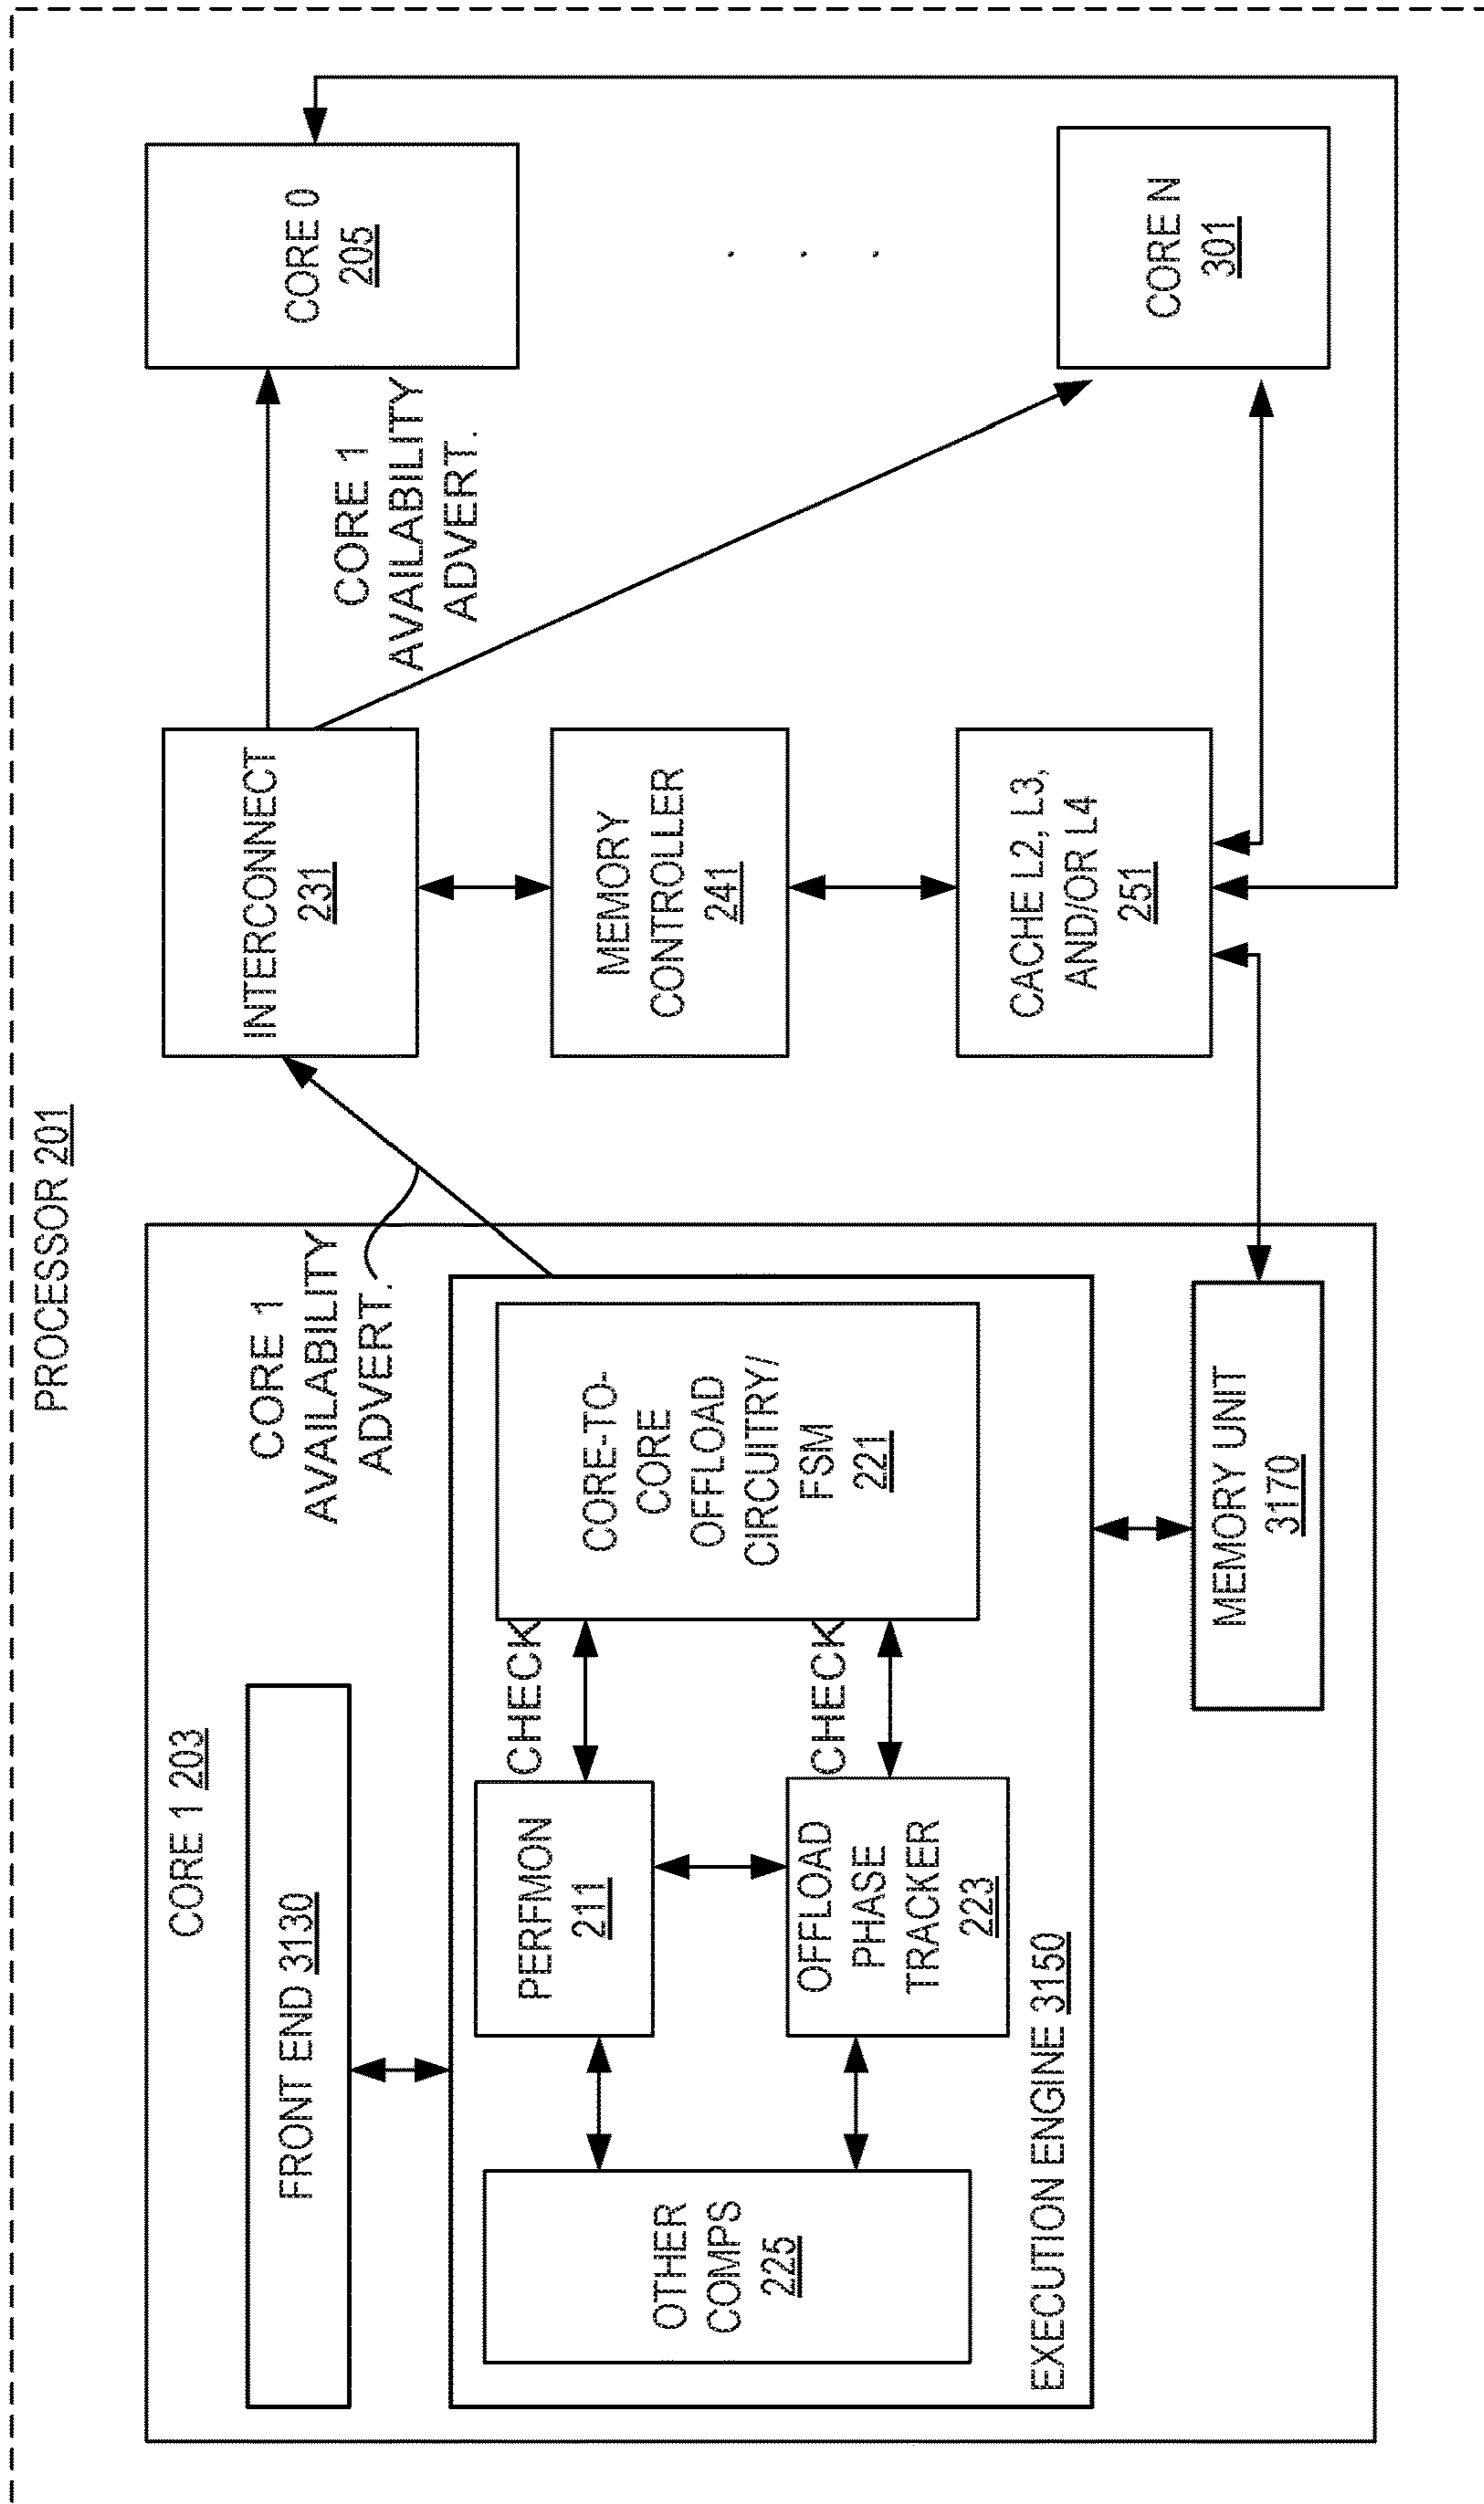 PROCESSOR 201
CORE 1 203
FRONT END 3130
CORE 1
AVAILABILITY
ADVERT.
OTHER
COMPS
225
PERFMON
211
CHECK
OFFLOAD
PHASE
TRACKER
223
CHECK
CORE-TO-
CORE
OFFLOAD
CIRCUITRY/
FSM
221
EXECUTION ENGINE 3150
MEMORY UNIT
3170
INTERCONNECT
231
MEMORY
CONTROLLER
241
CACHE L2, L3,
AND/OR L4
251
CORE 1
AVAILABILITY
ADVERT.
CORE 0
205
. . .
CORE N
301